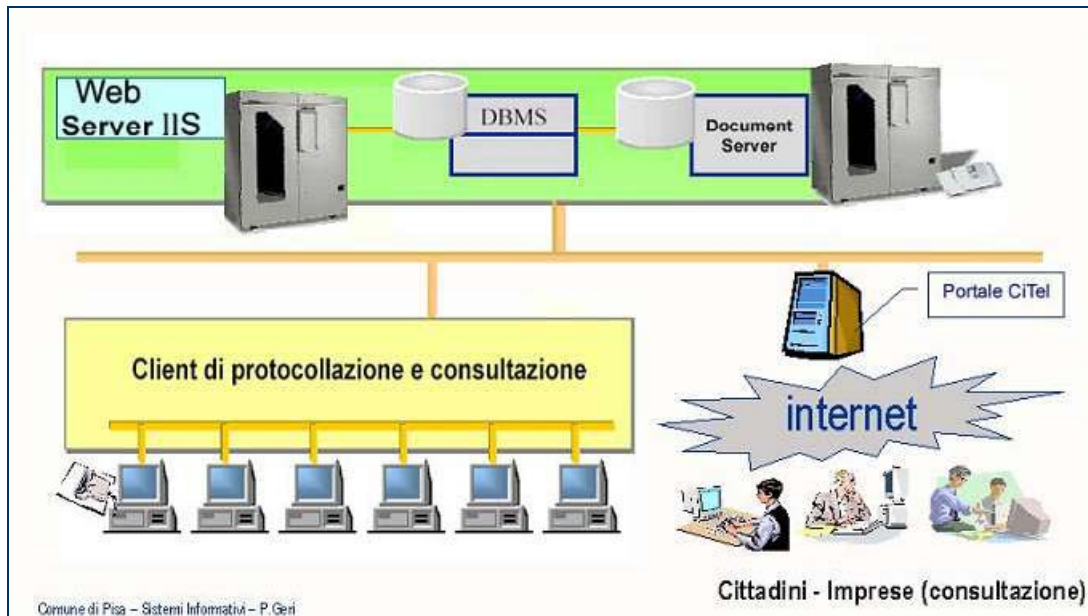 Web
Server IIS
DBMS
Document
Server
Portale CiTel
Client di protocollazione e consultazione
internet
Cittadini - Imprese (consultazione)
Comune di Pisa – Sistemi Informativi – P.Geri